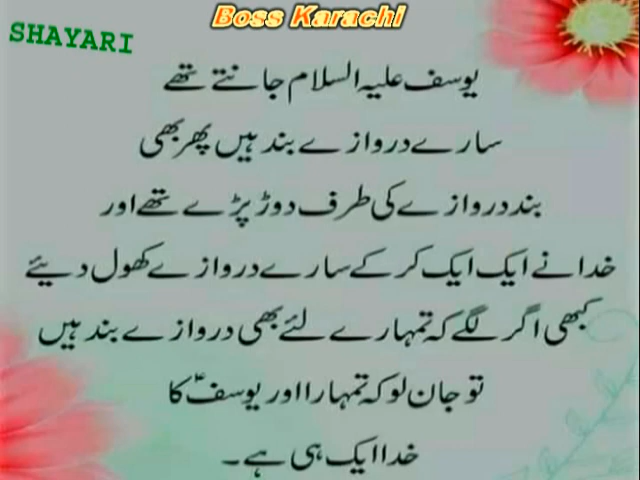 Boss Karachi
SHAYARI
یوسف علیہ السلام جانتے تھے
سارے دروازے بند ہیں پھر بھی
بند دروازے کی طرف دوڑ پڑے تھے اور
خدا نے ایک ایک کر کے سارے دروازے کھول دیئے
کبھی اگر لگے کہ تمہارے لئے بھی دروازے بند ہیں
تو جان لو کہ تمہارا اور یوسفؑ کا
خدا ایک ہی ہے۔